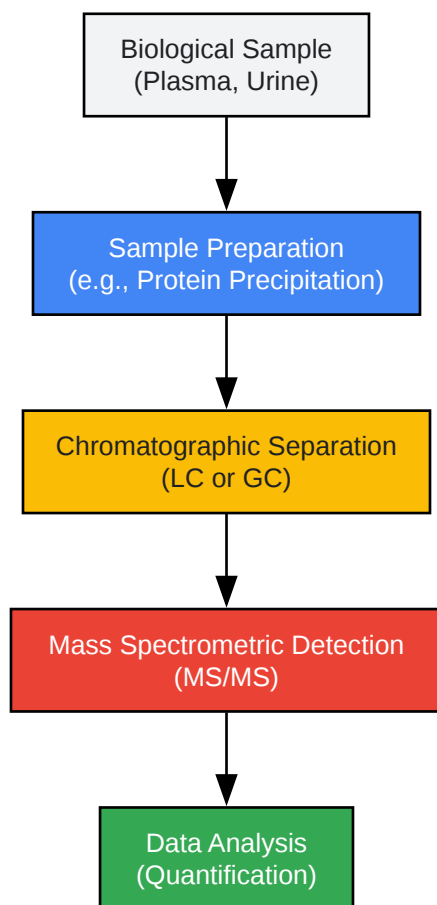 Biological Sample
(Plasma, Urine)
Sample Preparation
(e.g., Protein Precipitation)
Chromatographic Separation
(LC or GC)
Mass Spectrometric Detection
(MS/MS)
Data Analysis
(Quantification)